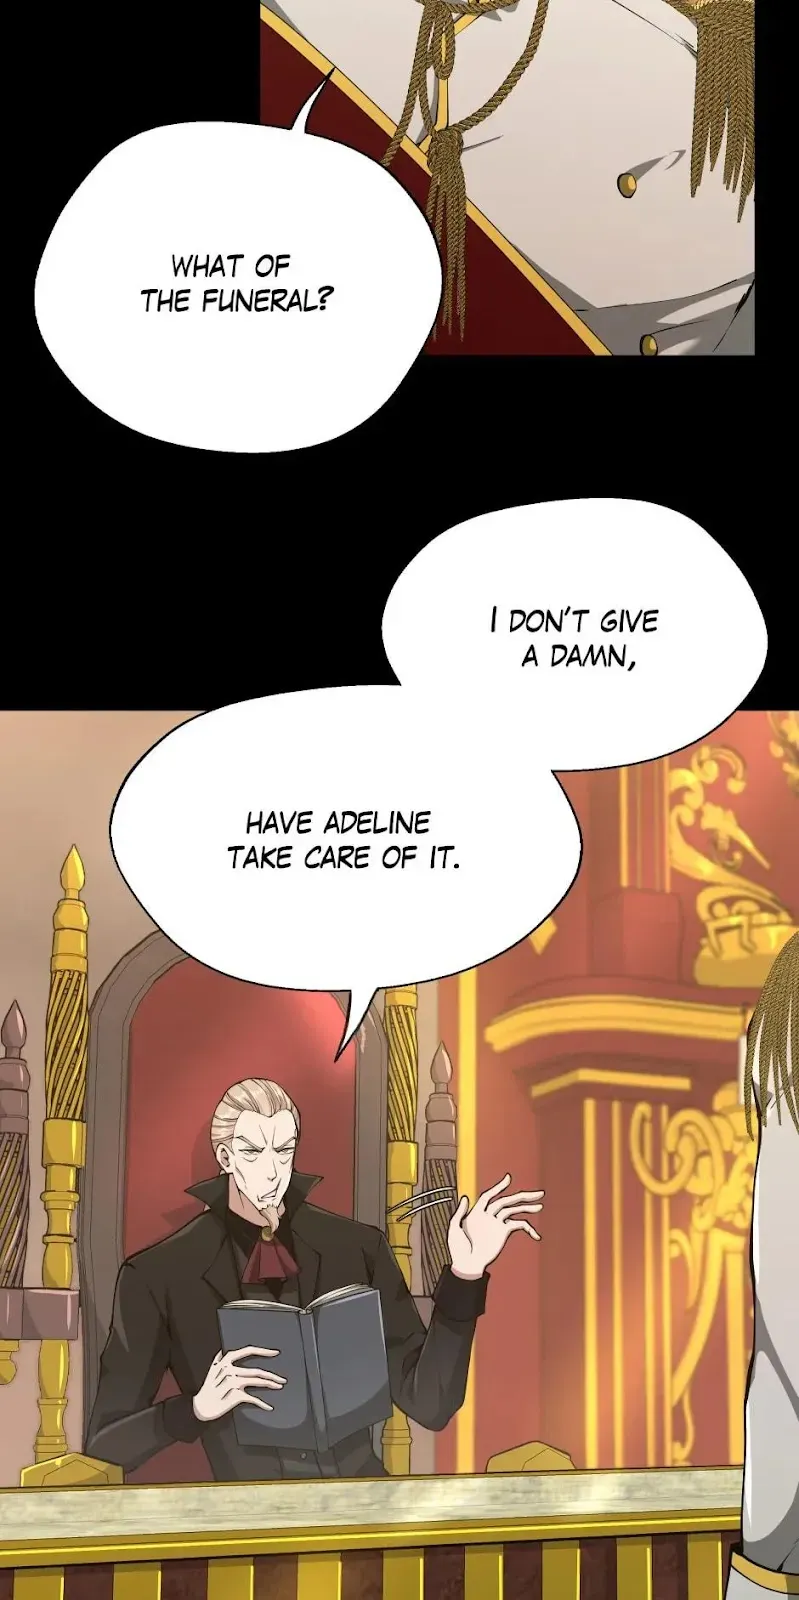 WHAT OF
THE FUNERAL?
I DON'T GIVE
A DAMN,
HAVE ADELINE
TAKE CARE OF IT.